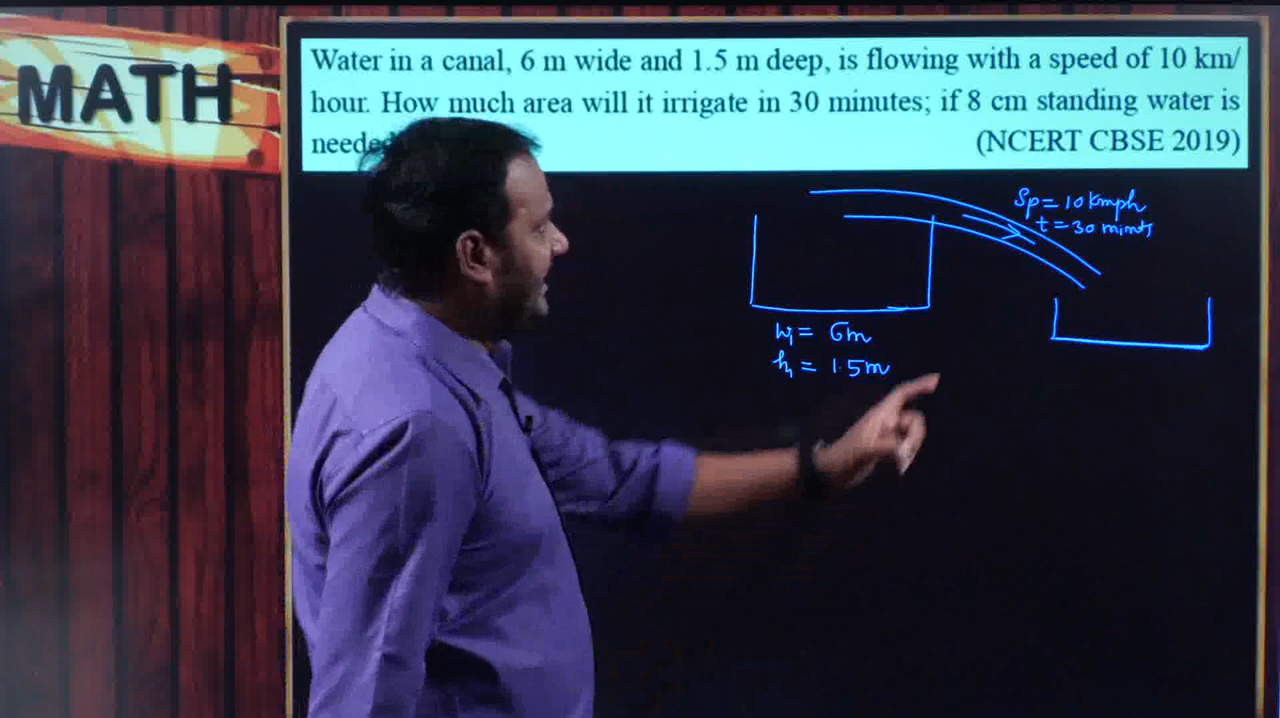 MATH
Water in a canal, 6 m wide and 1.5 m deep, is flowing with a speed of 10 km/
hour. How much area will it irrigate in 30 minutes; if 8 cm standing water is
(NCERT CBSE 2019)
Sp = 10 Kmph
t = 30 mints
w₁ = 6m
h₁ = 1.5m